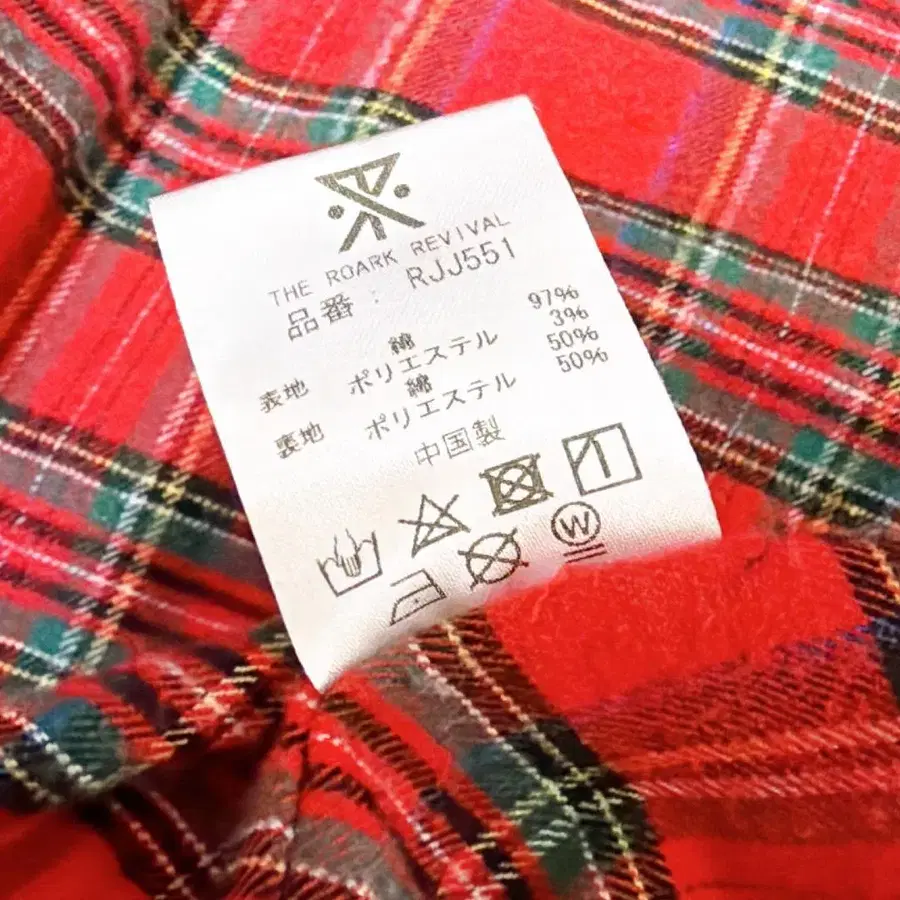 THE ROARK REVIVAL
品番： RJJ551
表地 綿 97%
ポリエステル 3%
裏地 綿 50%
ポリエステル 50%
中国製
W